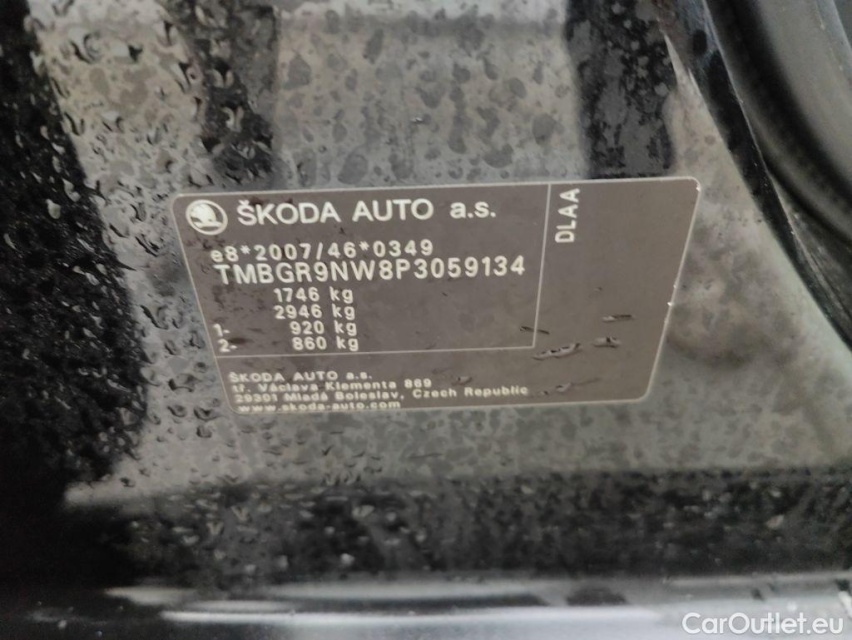 ŠKODA AUTO a.s.
DLAA
e8*2007/46*0349
TMBGR9NW8P3059134
1746 kg
2946 kg
1- 920 kg
2- 860 kg
ŠKODA AUTO a.s.
tř. Václava Klementa 869
29301 Mladá Boleslav, Czech Republic
www.skoda-auto.com
CarOutlet.eu